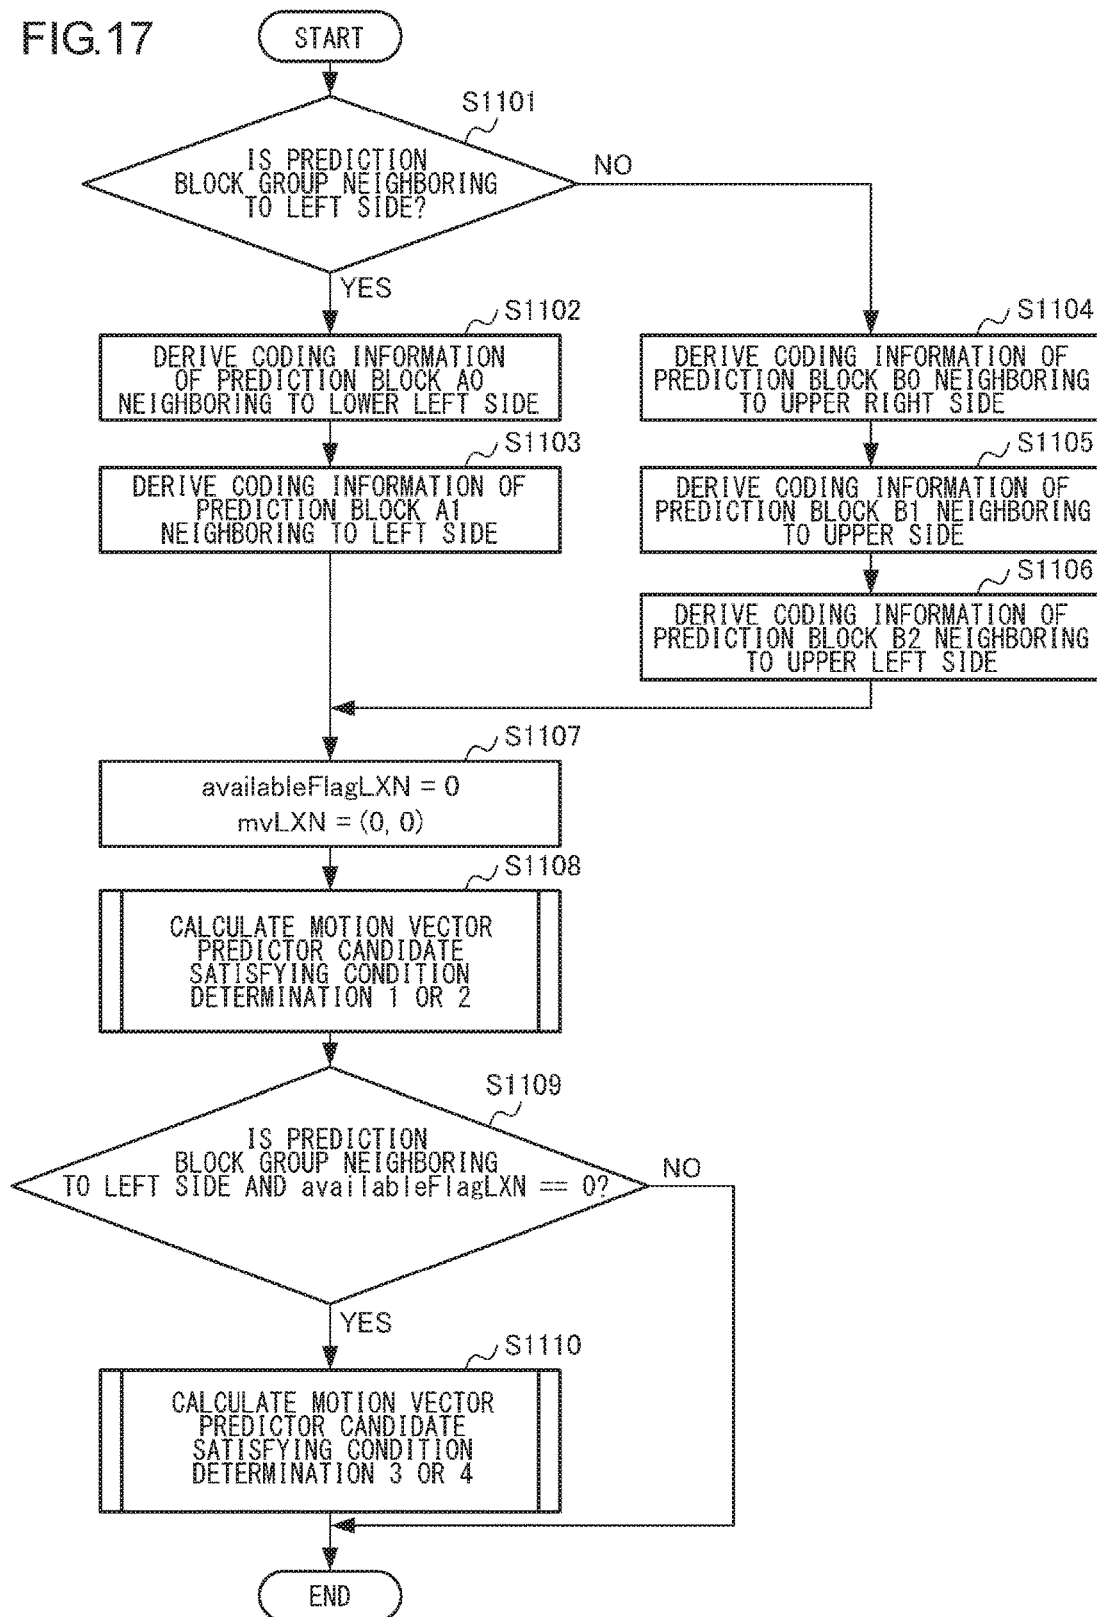 FIG.17
START
S1101
IS PREDICTION
BLOCK GROUP NEIGHBORING
TO LEFT SIDE?
NO
YES
S1102
DERIVE CODING INFORMATION
OF PREDICTION BLOCK A0
NEIGHBORING TO LOWER LEFT SIDE
S1103
DERIVE CODING INFORMATION OF
PREDICTION BLOCK A1
NEIGHBORING TO LEFT SIDE
S1104
DERIVE CODING INFORMATION OF
PREDICTION BLOCK B0 NEIGHBORING
TO UPPER RIGHT SIDE
S1105
DERIVE CODING INFORMATION OF
PREDICTION BLOCK B1 NEIGHBORING
TO UPPER SIDE
S1106
DERIVE CODING INFORMATION OF
PREDICTION BLOCK B2 NEIGHBORING
TO UPPER LEFT SIDE
S1107
availableFlagLXN = 0
mvLXN = (0, 0)
S1108
CALCULATE MOTION VECTOR
PREDICTOR CANDIDATE
SATISFYING CONDITION
DETERMINATION 1 OR 2
S1109
IS PREDICTION
BLOCK GROUP NEIGHBORING
TO LEFT SIDE AND availableFlagLXN == 0?
NO
YES
S1110
CALCULATE MOTION VECTOR
PREDICTOR CANDIDATE
SATISFYING CONDITION
DETERMINATION 3 OR 4
END